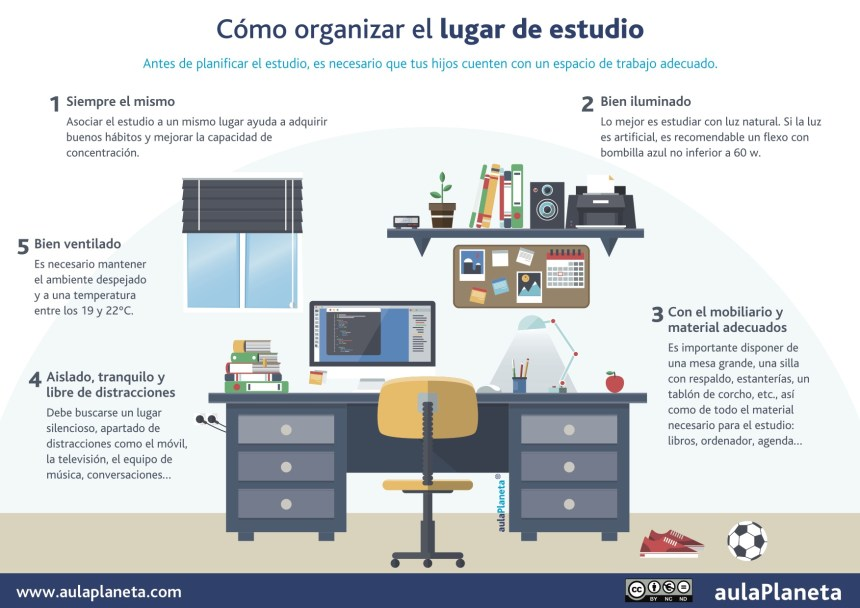 Cómo organizar el lugar de estudio
Antes de planificar el estudio, es necesario que tus hijos cuenten con un espacio de trabajo adecuado.
1 Siempre el mismo
Asociar el estudio a un mismo lugar ayuda a adquirir
buenos hábitos y mejorar la capacidad de
concentración.
2 Bien iluminado
Lo mejor es estudiar con luz natural. Si la luz
es artificial, es recomendable un flexo con
bombilla azul no inferior a 60 w.
3 Con el mobiliario y
material adecuados
Es importante disponer de
una mesa grande, una silla
con respaldo, estanterías, un
tablón de corcho, etc., así
como de todo el material
necesario para el estudio:
libros, ordenador, agenda...
4 Aislado, tranquilo y
libre de distracciones
Debe buscarse un lugar
silencioso, apartado de
distracciones como el móvil,
la televisión, el equipo de
música, conversaciones...
5 Bien ventilado
Es necesario mantener
el ambiente despejado
y a una temperatura
entre los 19 y 22ºC.
aulaPlaneta®
www.aulaplaneta.com
cc
BY NC ND
aulaPlaneta